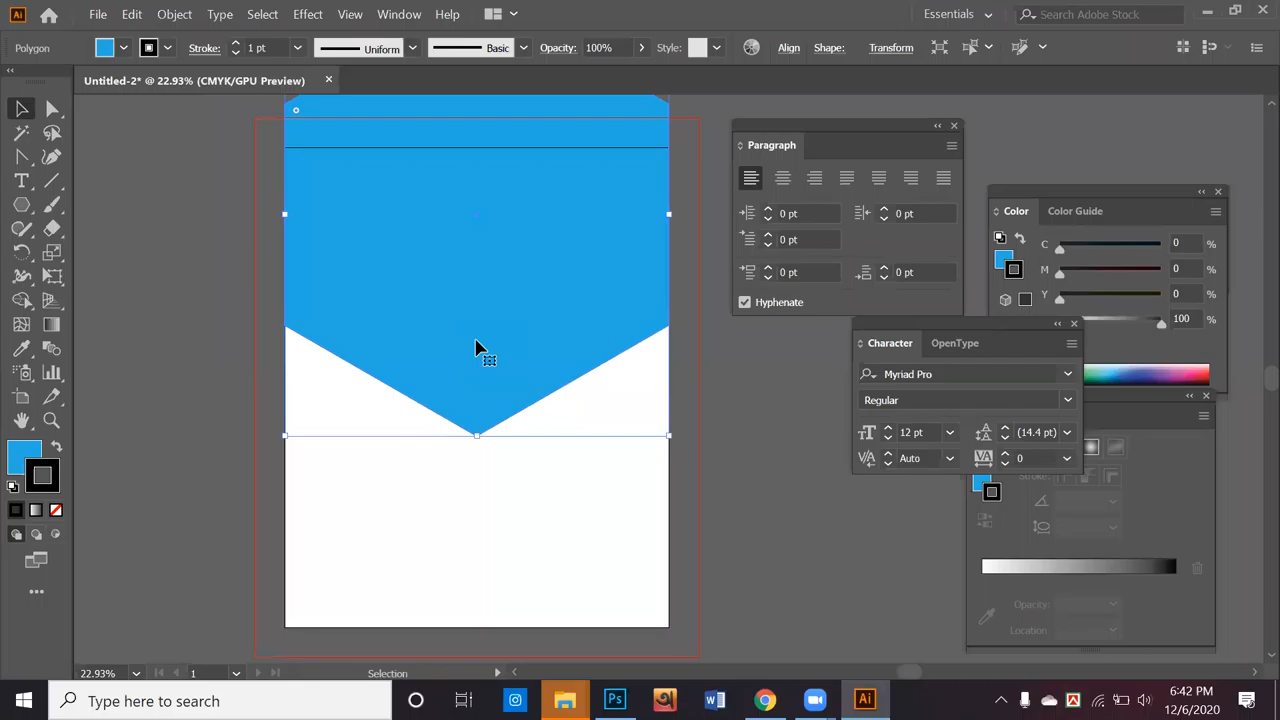 File Edit Object Type Select Effect View Window Help Essentials Search Adobe Stock
Polygon Stroke: 1 pt Uniform Basic Opacity: 100% Style: Align Shape: Transform
Untitled-2* @ 22.93% (CMYK/GPU Preview)
Paragraph
0 pt 0 pt
0 pt
0 pt 0 pt
Hyphenate
Color Color Guide
C 0 %
M 0 %
Y 0 %
100 %
Character OpenType
Myriad Pro
Regular
12 pt (14.4 pt)
Auto 0
Stroke:
Opacity:
Location:
22.93% 1 Selection
Type here to search
Ps
Ai
6:42 PM
12/6/2020